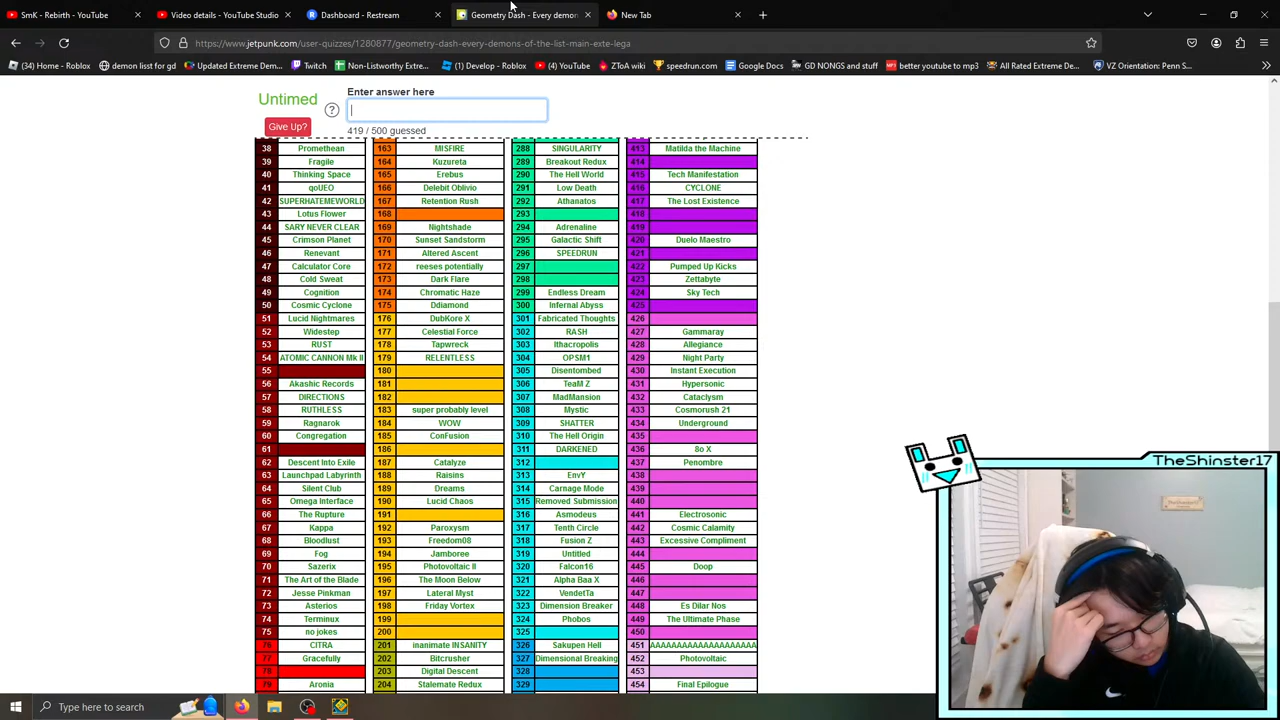 SmK - Rebirth - YouTube
Video details - YouTube Studio
Dashboard - Restream
Geometry Dash - Every demon
New Tab
https://www.jetpunk.com/user-quizzes/1280877/geometry-dash-every-demons-of-the-list-main-exte-lega
(34) Home - Roblox
demon lisst for gd
Updated Extreme Dem...
Twitch
Non-Listworthy Extre...
(1) Develop - Roblox
(4) YouTube
ZToA wiki
speedrun.com
Google Docs
GD NONGS and stuff
better youtube to mp3
All Rated Extreme De...
VZ Orientation: Penn S...
Untimed
?
Enter answer here
Give Up?
419 / 500 guessed
38 Promethean 163 MISFIRE 288 SINGULARITY 413 Matilda the Machine
39 Fragile 164 Kuzureta 289 Breakout Redux 414
40 Thinking Space 165 Erebus 290 The Hell World 415 Tech Manifestation
41 qoUEO 166 Delebit Oblivio 291 Low Death 416 CYCLONE
42 SUPERHATEMEWORLD 167 Retention Rush 292 Athanatos 417 The Lost Existence
43 Lotus Flower 168 293 418
44 SARY NEVER CLEAR 169 Nightshade 294 Adrenaline 419
45 Crimson Planet 170 Sunset Sandstorm 295 Galactic Shift 420 Duelo Maestro
46 Renevant 171 Altered Ascent 296 SPEEDRUN 421
47 Calculator Core 172 reeses potentially 297 422 Pumped Up Kicks
48 Cold Sweat 173 Dark Flare 298 423 Zettabyte
49 Cognition 174 Chromatic Haze 299 Endless Dream 424 Sky Tech
50 Cosmic Cyclone 175 Ddiamond 300 Infernal Abyss 425
51 Lucid Nightmares 176 DubKore X 301 Fabricated Thoughts 426
52 Widestep 177 Celestial Force 302 RASH 427 Gammaray
53 RUST 178 Tapwreck 303 Ithacropolis 428 Allegiance
54 ATOMIC CANNON Mk II 179 RELENTLESS 304 OPSM1 429 Night Party
55 180 305 Disentombed 430 Instant Execution
56 Akashic Records 181 306 TeaM Z 431 Hypersonic
57 DIRECTIONS 182 307 MadMansion 432 Cataclysm
58 RUTHLESS 183 super probably level 308 Mystic 433 Cosmorush 21
59 Ragnarok 184 WOW 309 SHATTER 434 Underground
60 Congregation 185 ConFusion 310 The Hell Origin 435
61 186 311 DARKENED 436 8o X
62 Descent Into Exile 187 Catalyze 312 437 Penombre
63 Launchpad Labyrinth 188 Raisins 313 EnvY 438
64 Silent Club 189 Dreams 314 Carnage Mode 439
65 Omega Interface 190 Lucid Chaos 315 Removed Submission 440
66 The Rupture 191 316 Asmodeus 441 Electrosonic
67 Kappa 192 Paroxysm 317 Tenth Circle 442 Cosmic Calamity
68 Bloodlust 193 Freedom08 318 Fusion Z 443 Excessive Compliment
69 Fog 194 Jamboree 319 Untitled 444
70 Sazerix 195 Photovoltaic II 320 Falcon16 445 Doop
71 The Art of the Blade 196 The Moon Below 321 Alpha Baa X 446
72 Jesse Pinkman 197 Lateral Myst 322 VendetTa 447
73 Asterios 198 Friday Vortex 323 Dimension Breaker 448 Es Dilar Nos
74 Terminux 199 324 Phobos 449 The Ultimate Phase
75 no jokes 200 325 450
76 CITRA 201 inanimate INSANITY 326 Sakupen Hell 451 AAAAAAAAAAAAAAAAAAAA
77 Gracefully 202 Bitcrusher 327 Dimensional Breaking 452 Photovoltaic
78 203 Digital Descent 328 453
79 Aronia 204 Stalemate Redux 329 454 Final Epilogue
TheShinster17
Type here to search